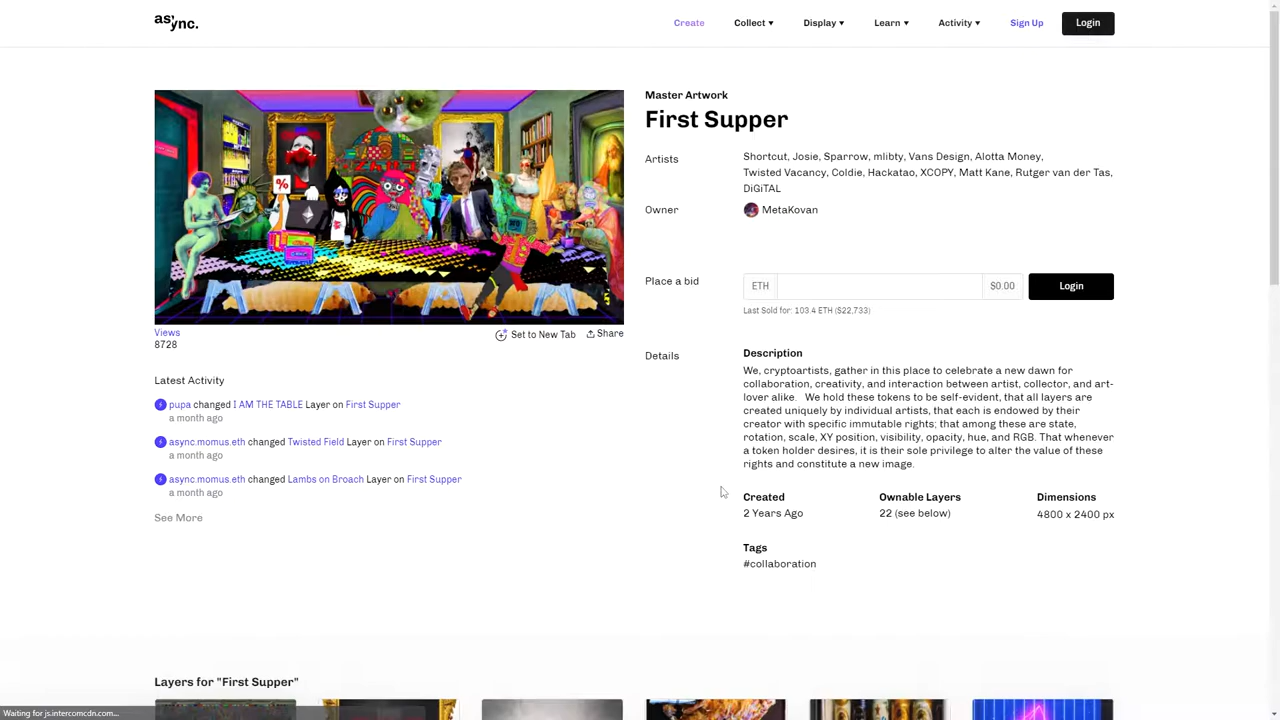 as'ync.
Create
Collect ▾
Display ▾
Learn ▾
Activity ▾
Sign Up
Login
%
Views
8728
Set to New Tab
Share
Latest Activity
pupa changed I AM THE TABLE Layer on First Supper
a month ago
async.momus.eth changed Twisted Field Layer on First Supper
a month ago
async.momus.eth changed Lambs on Broach Layer on First Supper
a month ago
See More
Master Artwork
First Supper
Artists
Shortcut, Josie, Sparrow, mlibty, Vans Design, Alotta Money,
Twisted Vacancy, Coldie, Hackatao, XCOPY, Matt Kane, Rutger van der Tas,
DiGiTAL
Owner
MetaKovan
Place a bid
ETH
$0.00
Login
Last Sold for: 103.4 ETH ($22,733)
Details
Description
We, cryptoartists, gather in this place to celebrate a new dawn for
collaboration, creativity, and interaction between artist, collector, and art-
lover alike. We hold these tokens to be self-evident, that all layers are
created uniquely by individual artists, that each is endowed by their
creator with specific immutable rights; that among these are state,
rotation, scale, XY position, visibility, opacity, hue, and RGB. That whenever
a token holder desires, it is their sole privilege to alter the value of these
rights and constitute a new image.
Created
2 Years Ago
Ownable Layers
22 (see below)
Dimensions
4800 x 2400 px
Tags
#collaboration
Layers for "First Supper"
Waiting for js.intercomcdn.com...